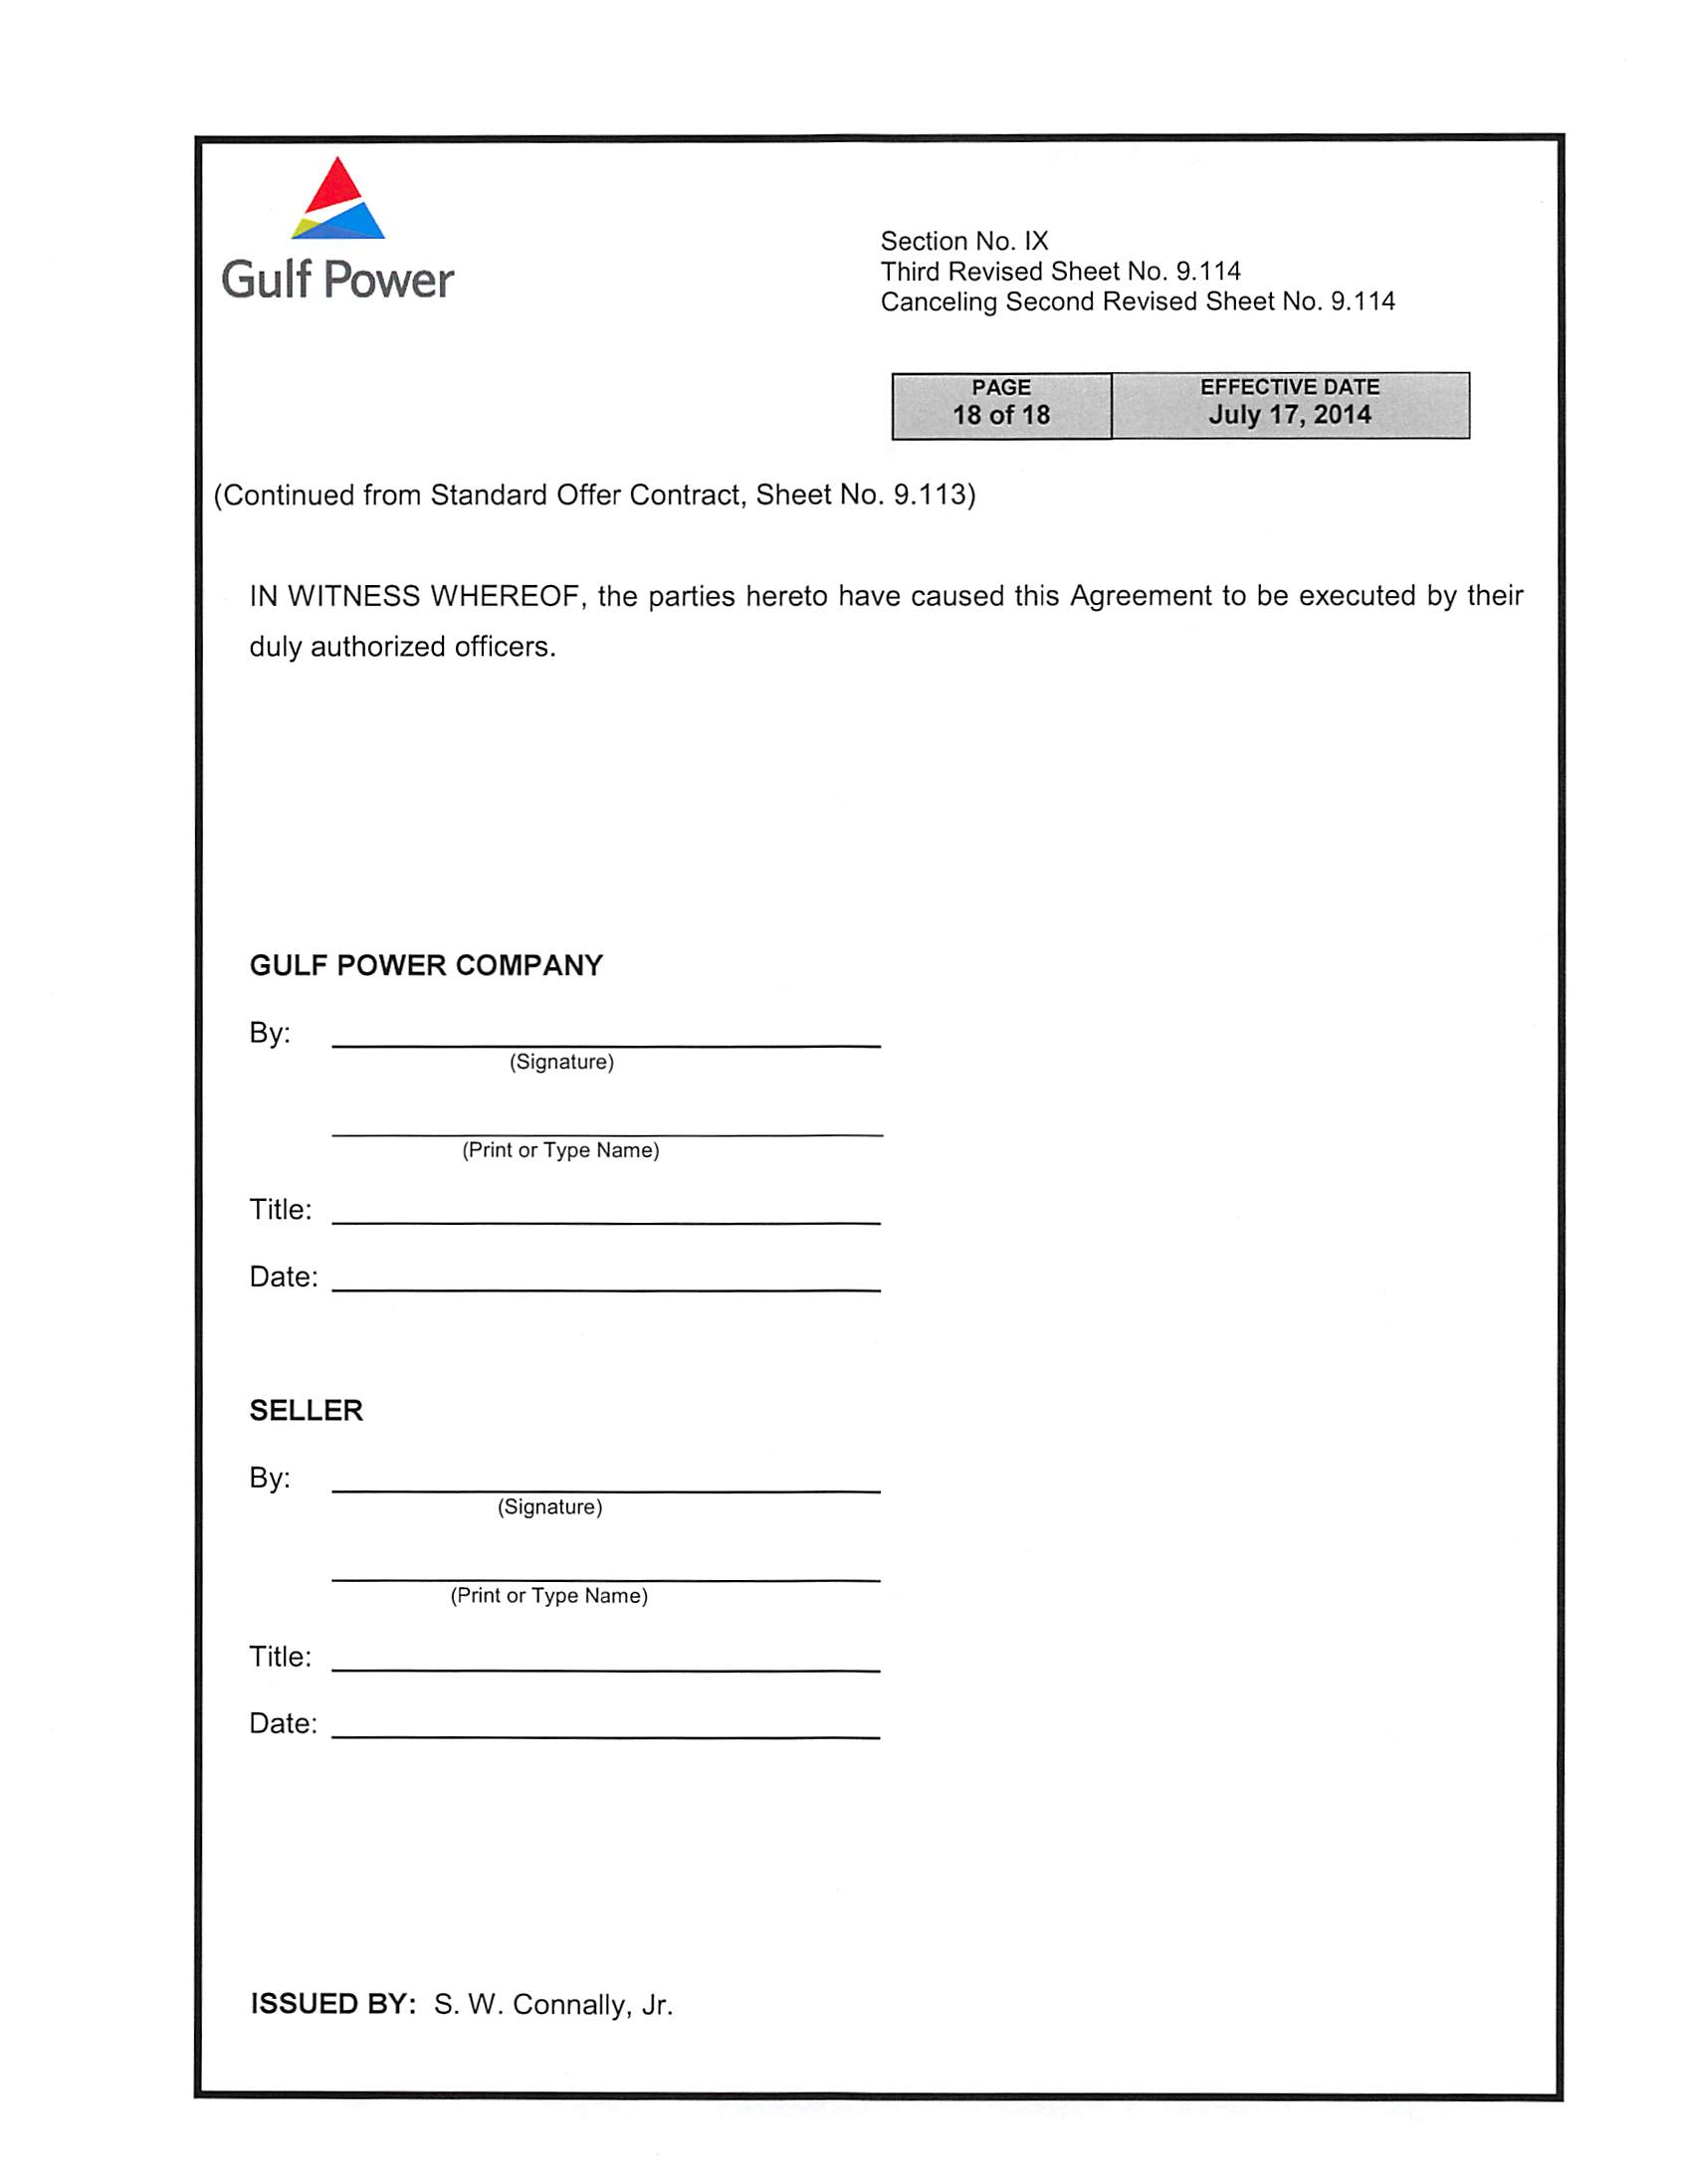 Gulf Power
Section No. IX
Third Revised Sheet No. 9.114
Canceling Second Revised Sheet No. 9.114
PAGE
18 of 18
EFFECTIVE DATE
July 17, 2014
(Continued from Standard Offer Contract, Sheet No. 9.113)
IN WITNESS WHEREOF, the parties hereto have caused this Agreement to be executed by their
duly authorized officers.
GULF POWER COMPANY
By:
(Signature)
(Print or Type Name)
Title:
Date:
SELLER
By:
(Signature)
(Print or Type Name)
Title:
Date:
ISSUED BY: S. W. Connally, Jr.